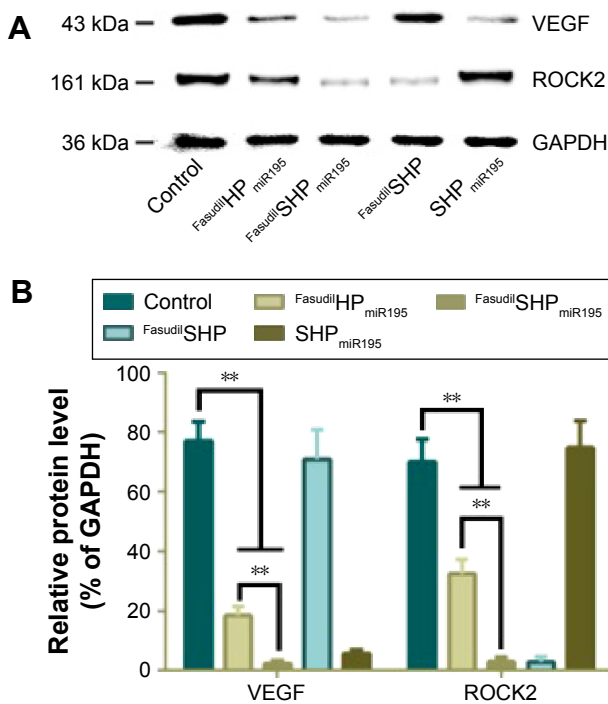 A
43 kDa VEGF
161 kDa ROCK2
36 kDa GAPDH
Control
FasudilHPmiR195
FasudilSHPmiR195
FasudilSHP
SHPmiR195
B
Control FasudilHPmiR195 FasudilSHPmiR195
FasudilSHP SHPmiR195
Relative protein level
(% of GAPDH)
100
80
60
40
20
0
**
**
**
**
VEGF ROCK2